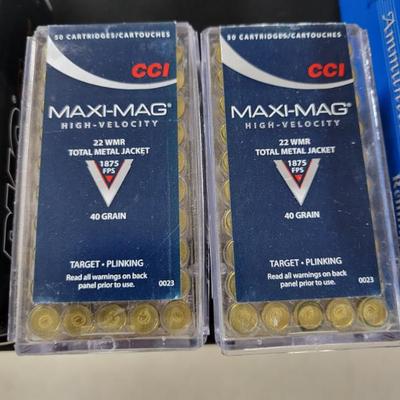 50 CARTRIDGES/CARTOUCHES
CCI
MAXI-MAG®
HIGH-VELOCITY
22 WMR
TOTAL METAL JACKET
1875
FPS
40 GRAIN
TARGET • PLINKING
Read all warnings on back
panel prior to use.
0023
50 CARTRIDGES/CARTOUCHES
CCI
MAXI-MAG®
HIGH-VELOCITY
22 WMR
TOTAL METAL JACKET
1875
FPS
40 GRAIN
TARGET • PLINKING
Read all warnings on back
panel prior to use.
0023